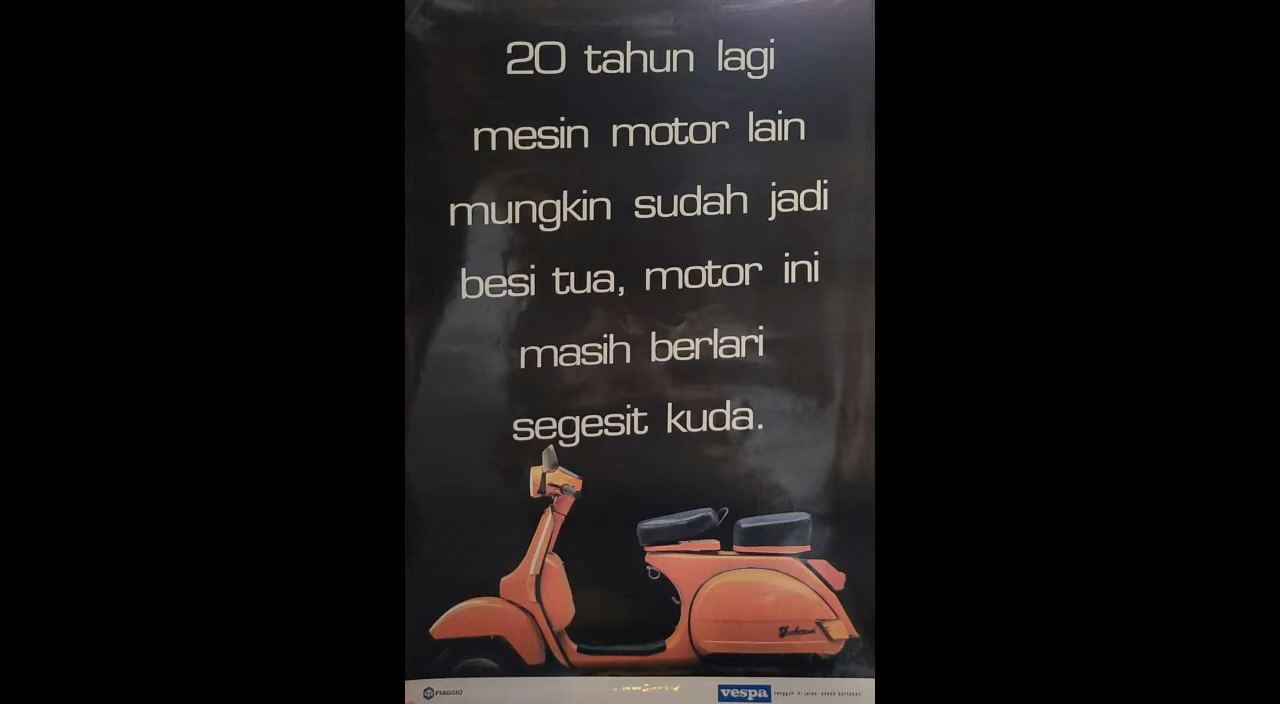 20 tahun lagi
mesin motor lain
mungkin sudah jadi
besi tua, motor ini
masih berlari
segesit kuda.
PIAGGIO
vespa